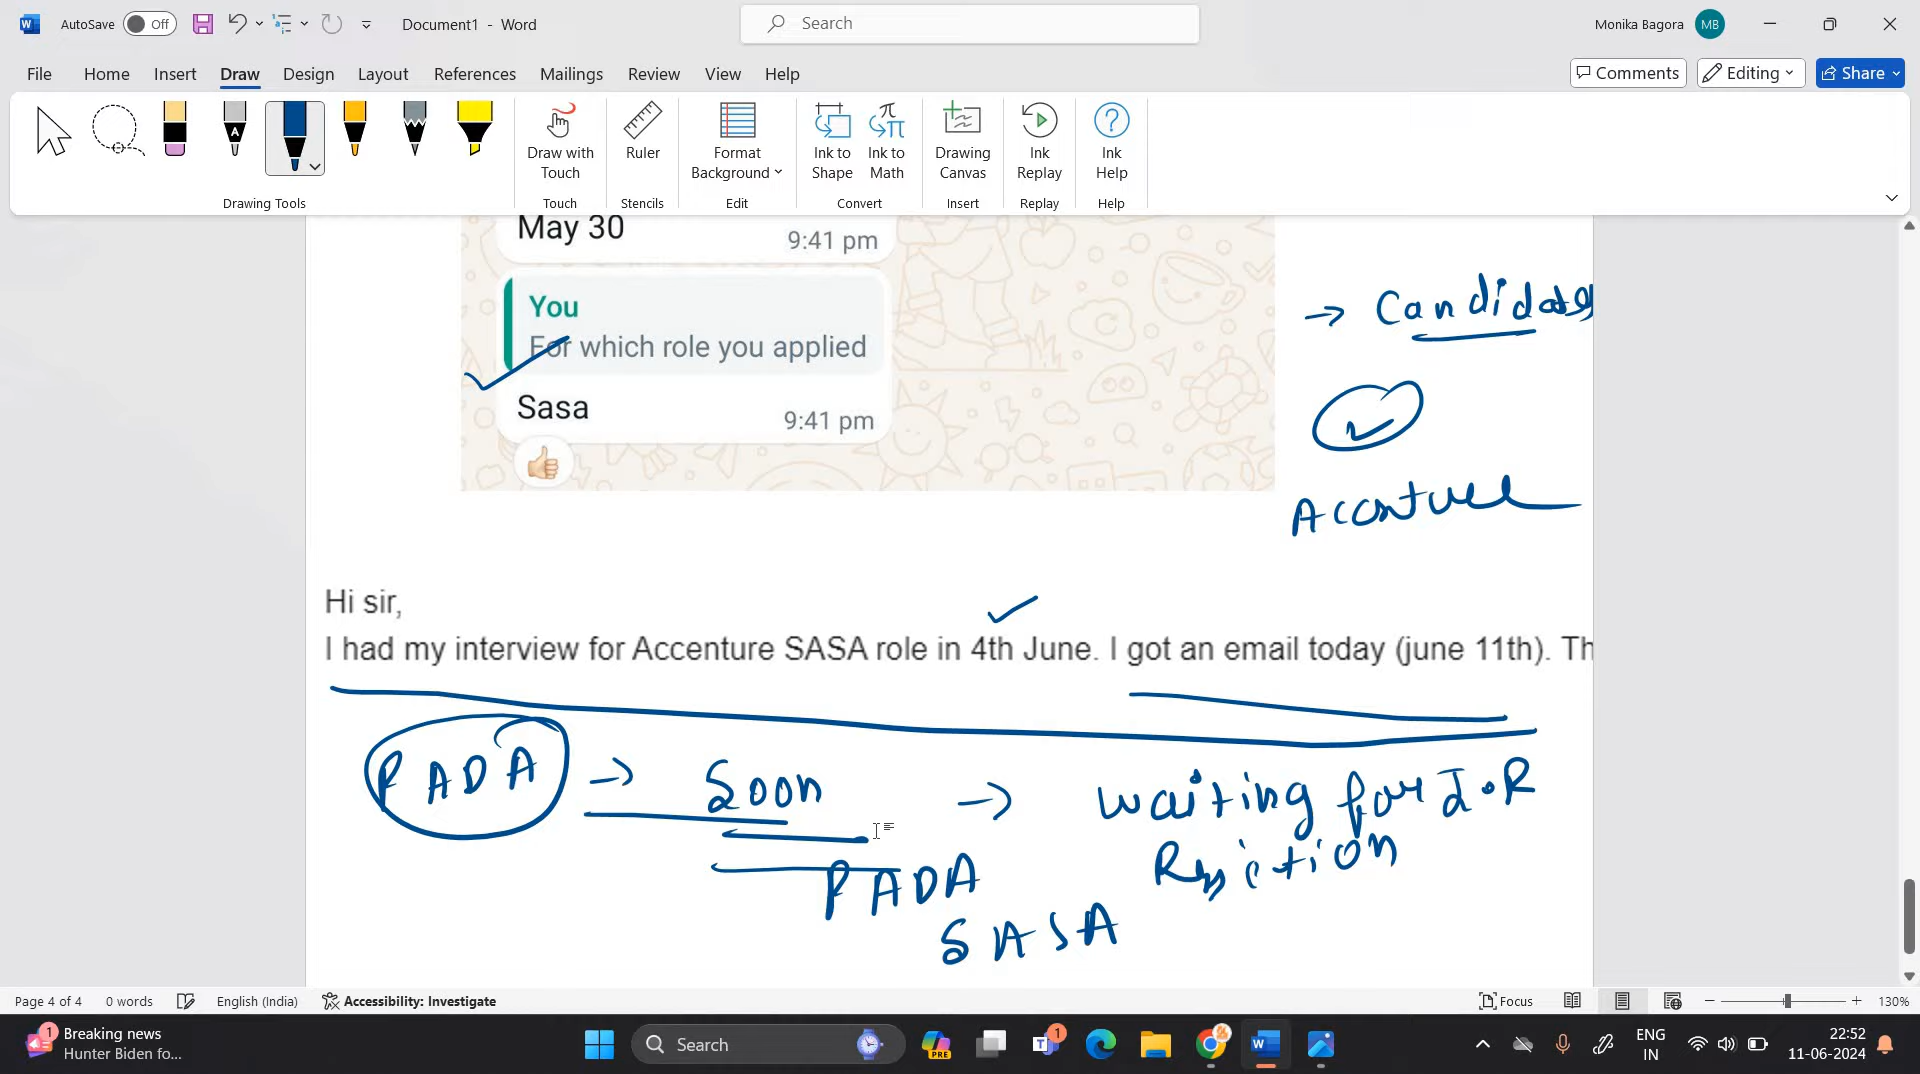 AutoSave Off Document1 - Word Search Monika Bagora MB
File Home Insert Draw Design Layout References Mailings Review View Help Comments Editing Share
A
Draw with Touch
Ruler
Format Background
Ink to Shape
Ink to Math
Drawing Canvas
Ink Replay
Ink Help
Drawing Tools Touch Stencils Edit Convert Insert Replay Help
May 30
9:41 pm
You
For which role you applied
Sasa
9:41 pm
→ Candidates
Hi sir,
I had my interview for Accenture SASA role in 4th June. I got an email today (june 11th). Th
PADA → Soon → waiting for I.R
PADA
SASA
Page 4 of 4 0 words English (India) Accessibility: Investigate Focus 130%
1 Breaking news
Hunter Biden fo...
Search
PRE
1
ENG
IN
22:52
11-06-2024